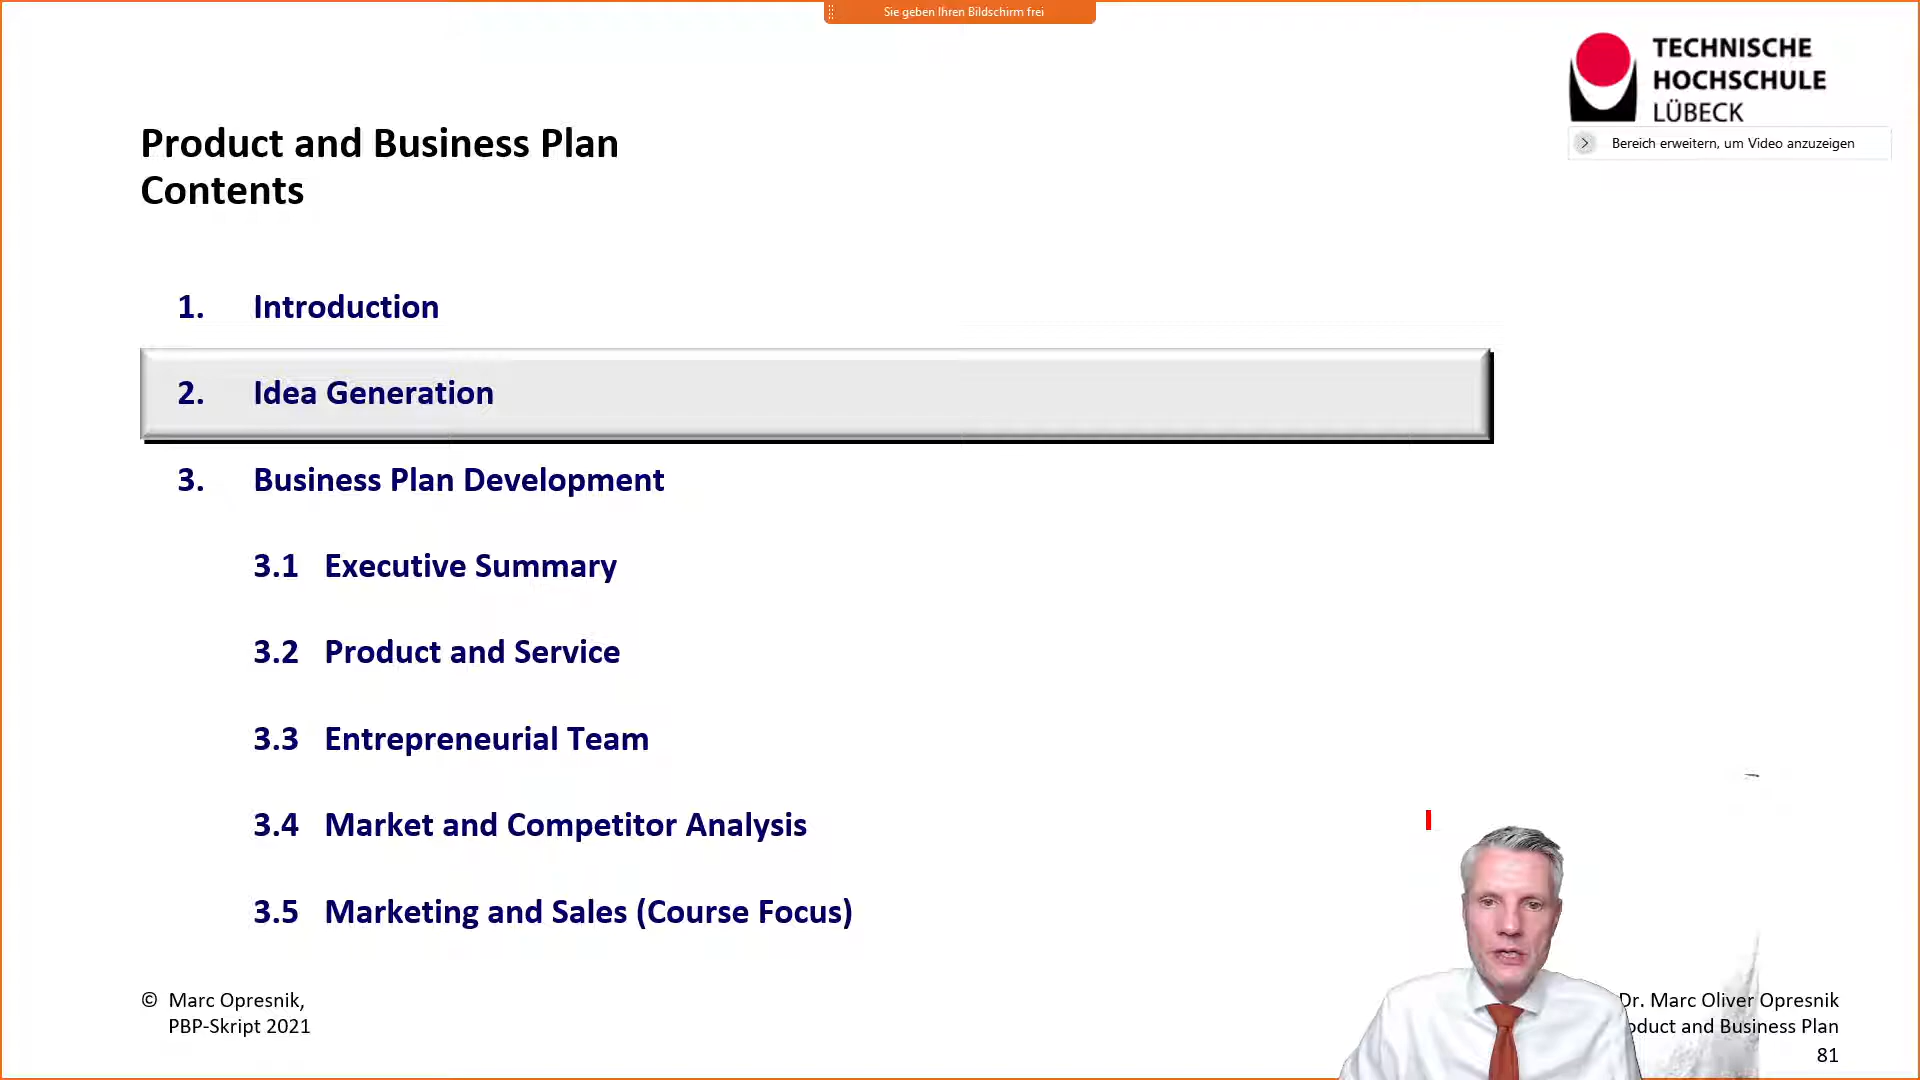 Sie geben Ihren Bildschirm frei
TECHNISCHE
HOCHSCHULE
LÜBECK
Bereich erweitern, um Video anzuzeigen
Product and Business Plan
Contents
1. Introduction
2. Idea Generation
3. Business Plan Development
3.1 Executive Summary
3.2 Product and Service
3.3 Entrepreneurial Team
3.4 Market and Competitor Analysis
3.5 Marketing and Sales (Course Focus)
© Marc Opresnik,
PBP-Skript 2021
Dr. Marc Oliver Opresnik
oduct and Business Plan
81